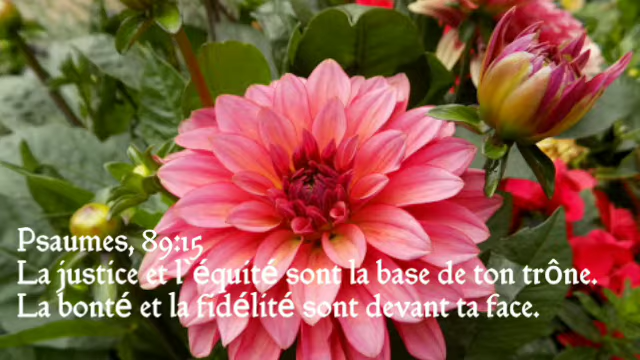 Psaumes, 89:15
La justice et l'équité sont la base de ton trône.
La bonté et la fidélité sont devant ta face.